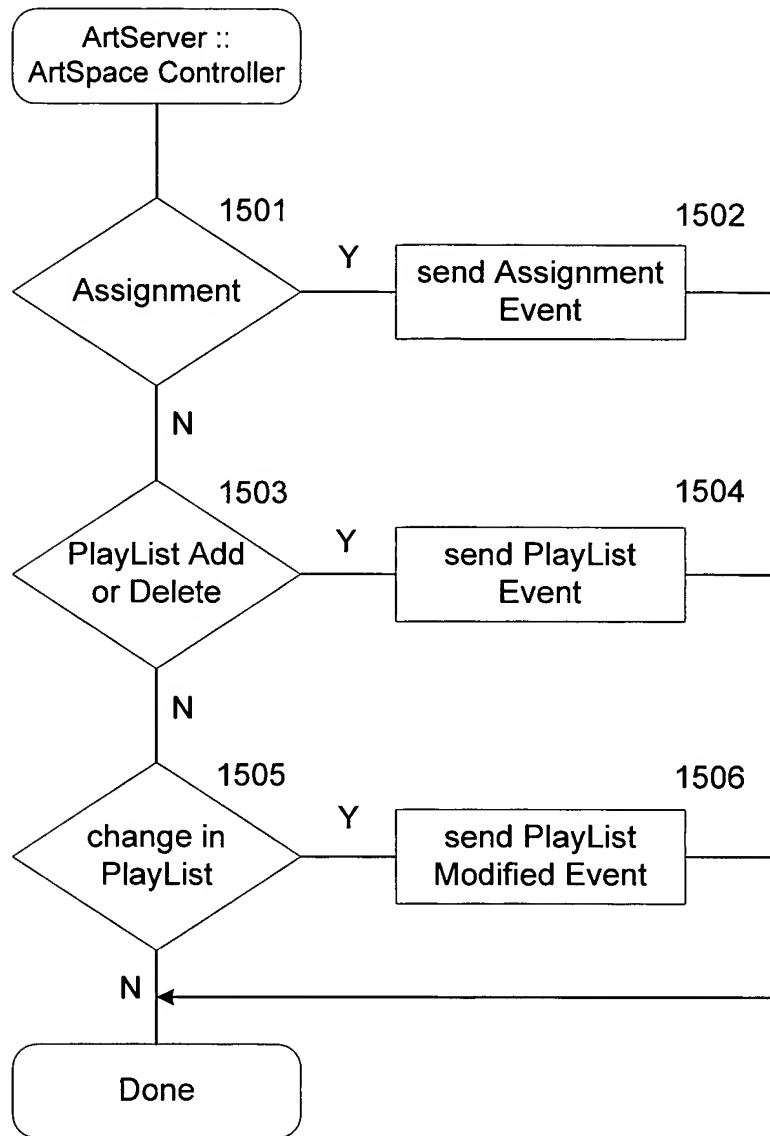 ArtServer ::
ArtSpace Controller
1501
1502
Assignment
Y
send Assignment
Event
N
1503
1504
PlayList Add
or Delete
Y
send PlayList
Event
N
1505
1506
change in
PlayList
Y
send PlayList
Modified Event
N
Done